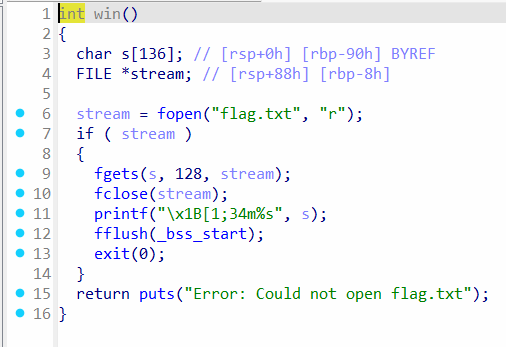 1 int win()
2 {
3 char s[136]; // [rsp+0h] [rbp-90h] BYREF
4 FILE *stream; // [rsp+88h] [rbp-8h]
5
6 stream = fopen("flag.txt", "r");
7 if ( stream )
8 {
9 fgets(s, 128, stream);
10 fclose(stream);
11 printf("\x1B[1;34m%s", s);
12 fflush(_bss_start);
13 exit(0);
14 }
15 return puts("Error: Could not open flag.txt");
16 }